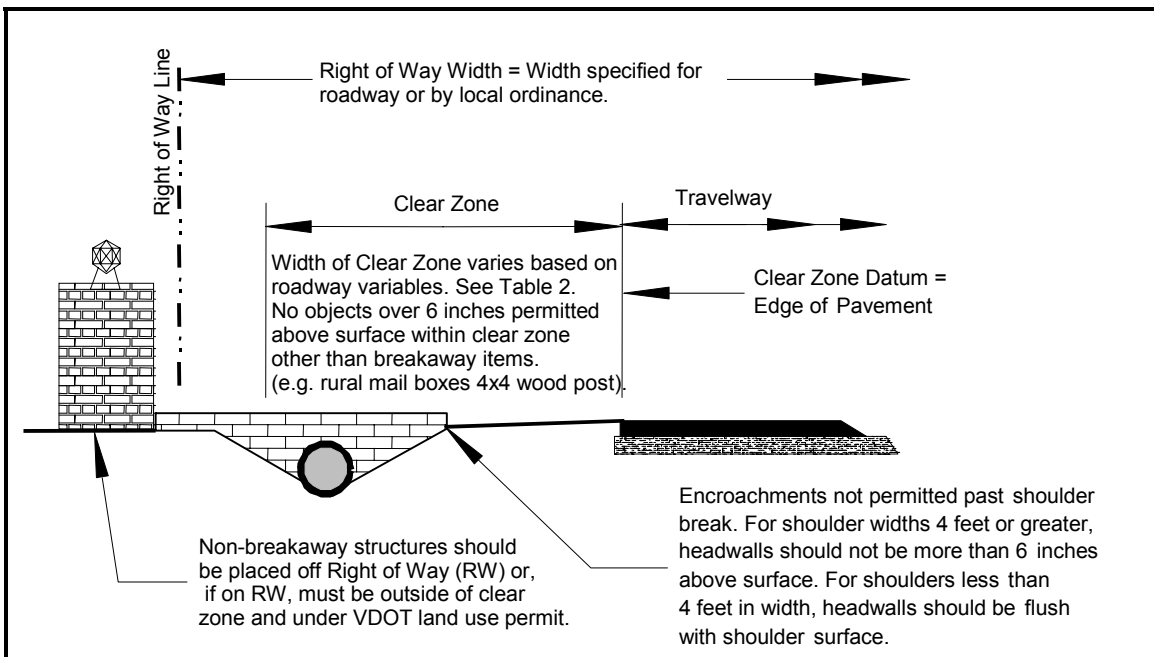 Right of Way Line
Right of Way Width = Width specified for
roadway or by local ordinance.
Clear Zone
Travelway
Width of Clear Zone varies based on
roadway variables. See Table 2.
No objects over 6 inches permitted
above surface within clear zone
other than breakaway items.
(e.g. rural mail boxes 4x4 wood post).
Clear Zone Datum =
Edge of Pavement
Non-breakaway structures should
be placed off Right of Way (RW) or,
if on RW, must be outside of clear
zone and under VDOT land use permit.
Encroachments not permitted past shoulder
break. For shoulder widths 4 feet or greater,
headwalls should not be more than 6 inches
above surface. For shoulders less than
4 feet in width, headwalls should be flush
with shoulder surface.